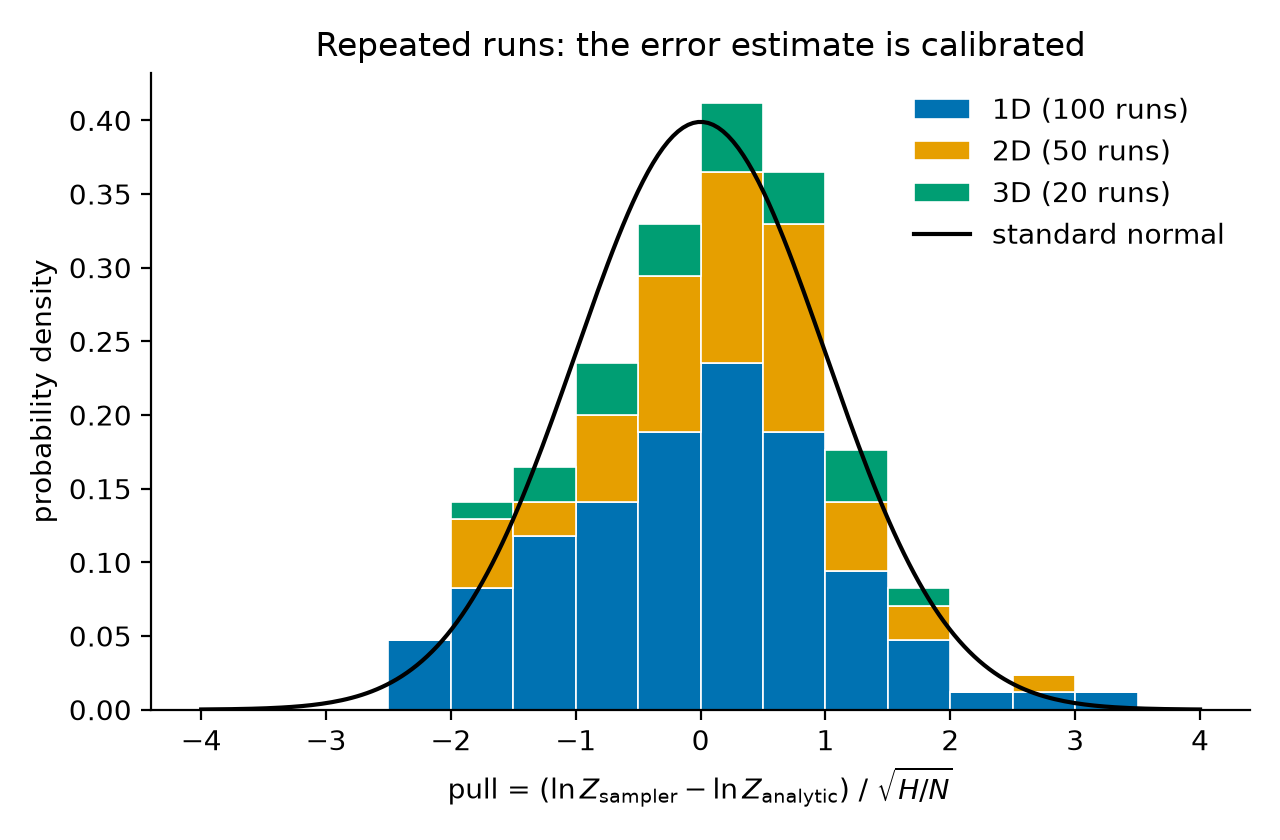 Repeated runs: the error estimate is calibrated
1D (100 runs)
2D (50 runs)
3D (20 runs)
standard normal
probability density
0.40
0.35
0.30
0.25
0.20
0.15
0.10
0.05
0.00
−4 −3 −2 −1 0 1 2 3 4
pull = (ln Z_sampler − ln Z_analytic) / √H/N